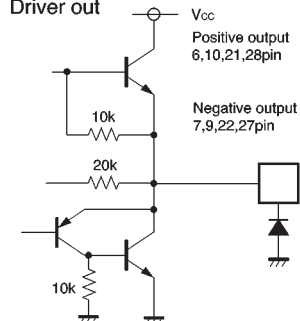 Driver out
Vcc
Positive output
6,10,21,28pin
Negative output
7,9,22,27pin
10k
20k
10k